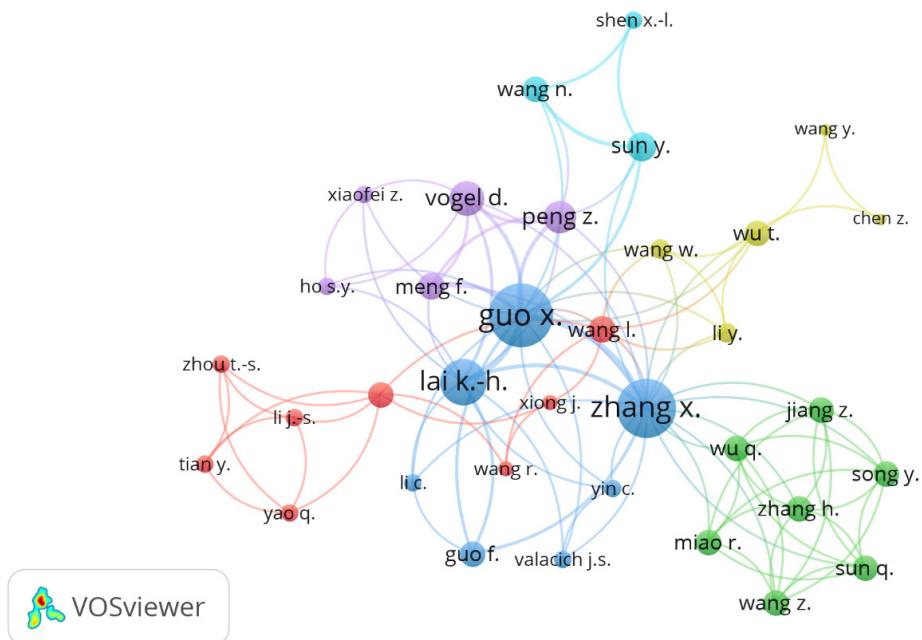 shen x.-l.
wang n.
wang y.
sun y.
xiaofei z.
vogel d.
peng z.
chen z.
wu t.
wang w.
ho s.y.
meng f.
guo x.
wang l.
li y.
zhou t.-s.
lai k.-h.
xiong j.
zhang x.
jiang z.
li j.-s.
wu q.
tian y.
wang r.
song y.
li c.
yin c.
zhang h.
yao q.
miao r.
guo f.
valacich j.s.
sun q.
wang z.
VOSviewer